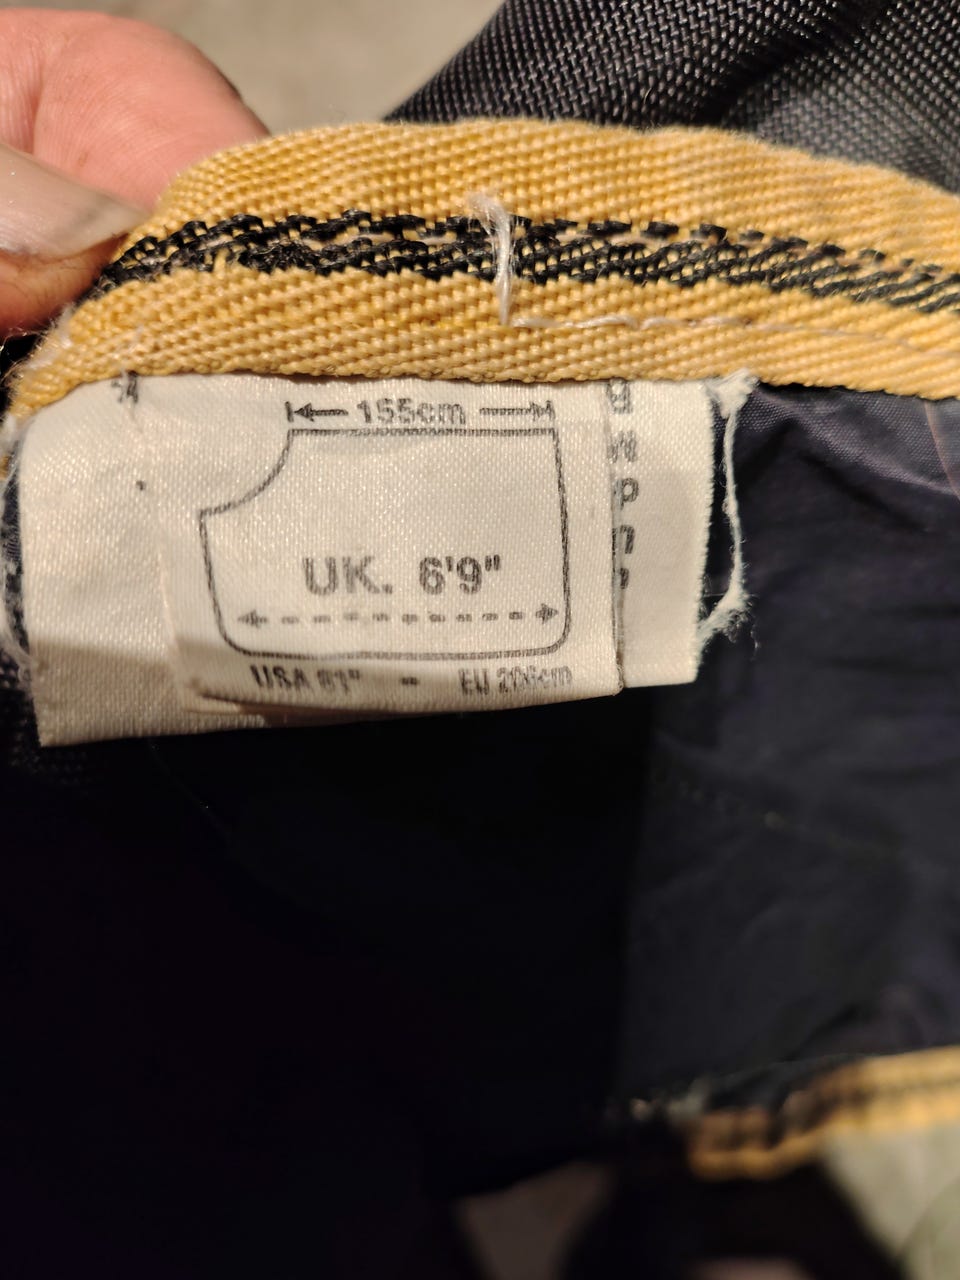 155cm
UK. 6'9"
USA 81" - EU 206cm